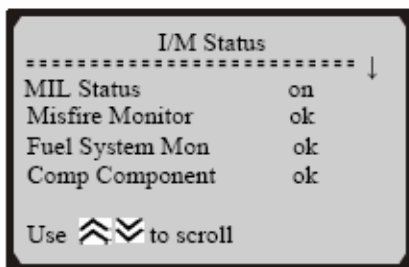 I/M Status
MIL Status on
Misfire Monitor ok
Fuel System Mon ok
Comp Component ok
Use to scroll